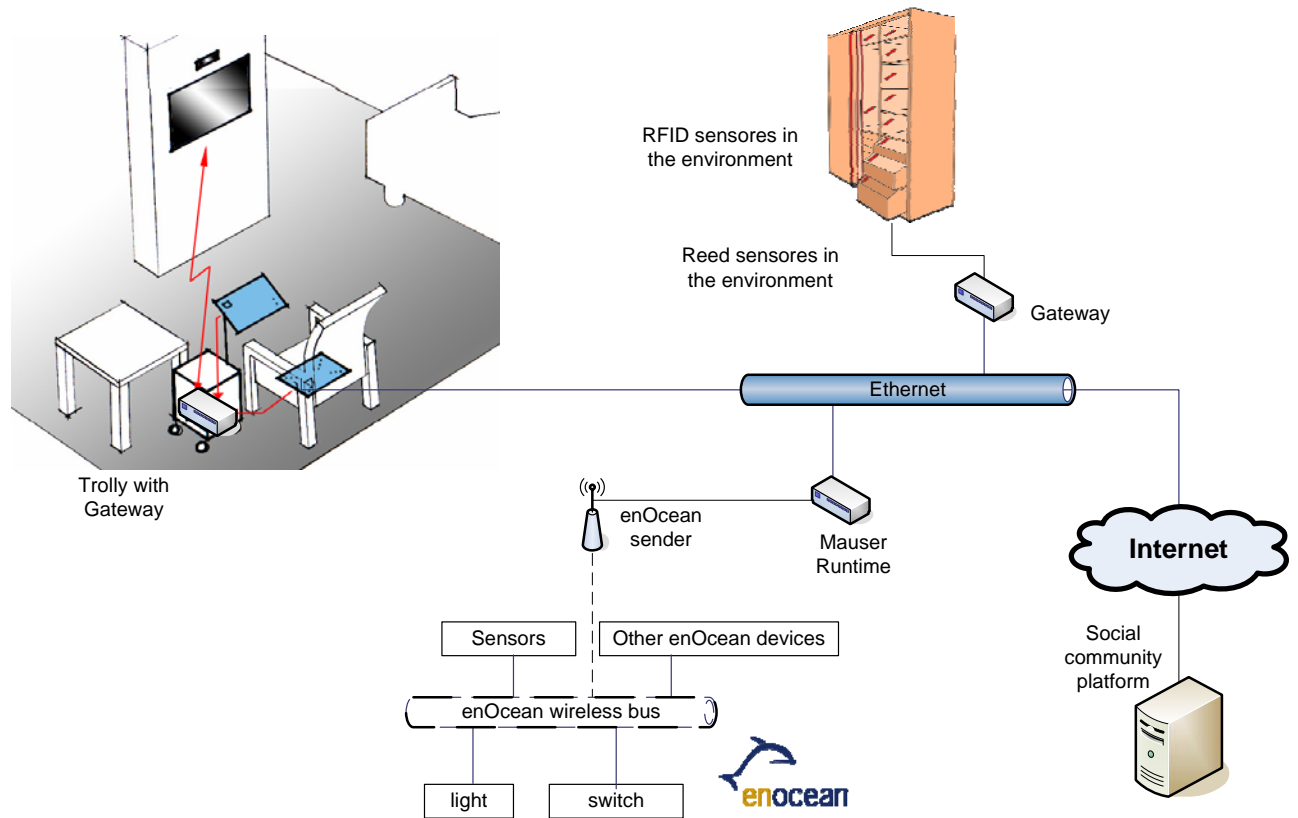 RFID sensores in
the environment
Reed sensores in
the environment
Gateway
Ethernet
Trolly with
Gateway
enOcean
sender
Mauser
Runtime
Internet
Social
community
platform
Sensors
Other enOcean devices
enOcean wireless bus
light
switch
enocean